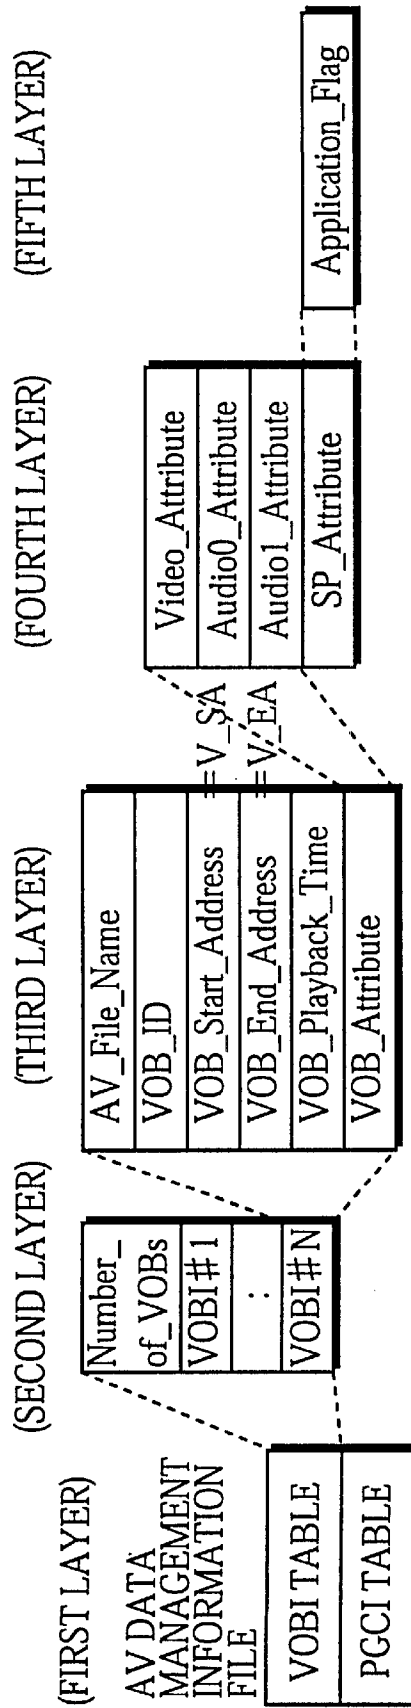 (FIRST LAYER)
AV DATA
MANAGEMENT
INFORMATION
FILE
VOBI TABLE
PGCI TABLE
(SECOND LAYER)
Number_
of_VOBs
VOBI#1
:
VOBI#N
(THIRD LAYER)
AV_File_Name
VOB_ID
VOB_Start_Address
=V_SA
VOB_End_Address
=V_EA
VOB_Playback_Time
VOB_Attribute
(FOURTH LAYER)
Video_Attribute
Audio0_Attribute
Audio1_Attribute
SP_Attribute
(FIFTH LAYER)
Application_Flag